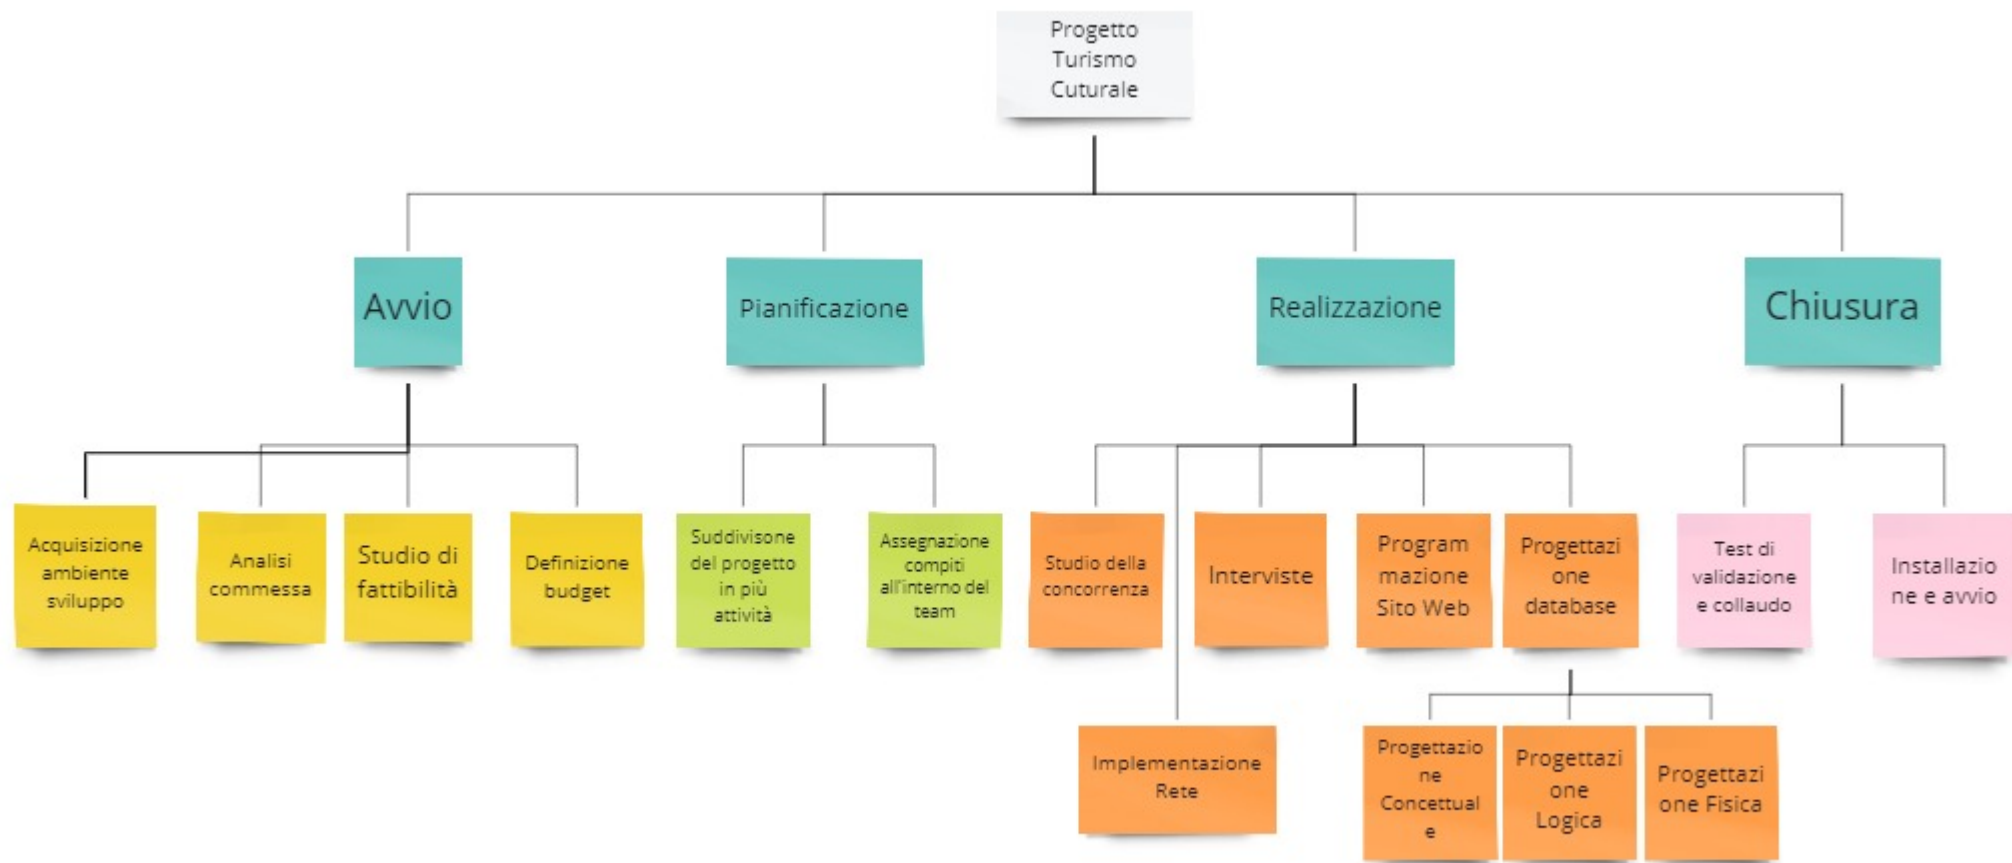 Progetto
Turismo
Cuturale
Avvio
Pianificazione
Realizzazione
Chiusura
Acquisizione
ambiente
sviluppo
Analisi
commessa
Studio di
fattibilità
Definizione
budget
Suddivisone
del progetto
in più
attività
Assegnazione
compiti
all'interno del
team
Studio della
concorrenza
Interviste
Program
mazione
Sito Web
Progettazi
one
database
Test di
validazione
e collaudo
Installazio
ne e avvio
Implementazione
Rete
Progettazio
ne
Concettual
e
Progettazi
one
Logica
Progettazi
one Fisica